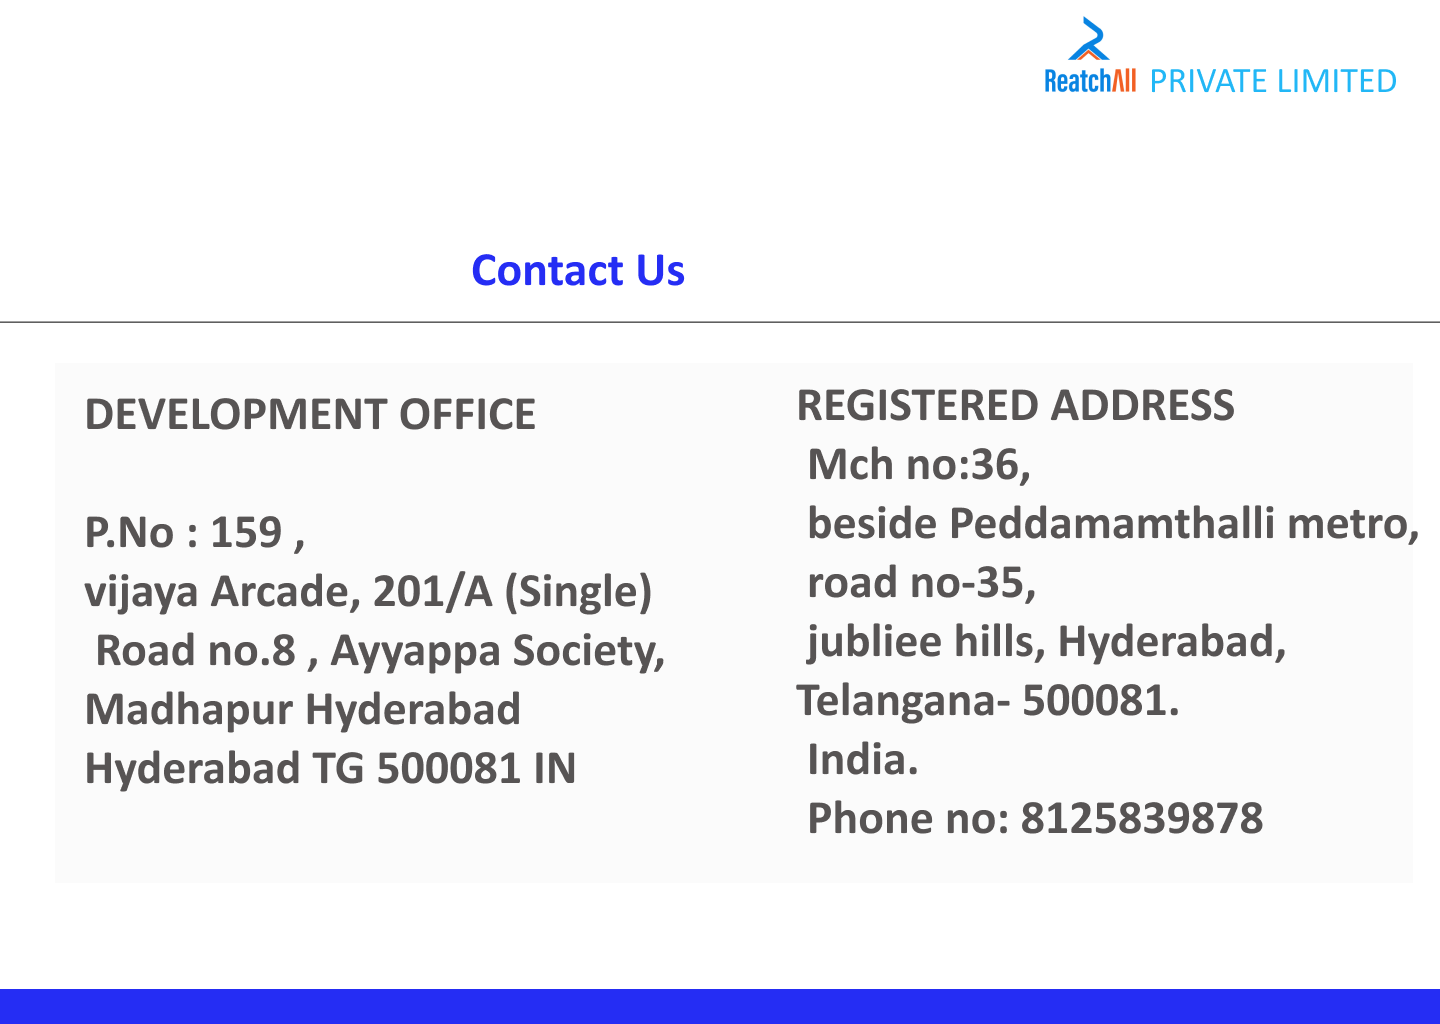 ReatchAll PRIVATE LIMITED
Contact Us
DEVELOPMENT OFFICE
P.No : 159 ,
vijaya Arcade, 201/A (Single)
Road no.8 , Ayyappa Society,
Madhapur Hyderabad
Hyderabad TG 500081 IN
REGISTERED ADDRESS
Mch no:36,
beside Peddamamthalli metro,
road no-35,
jubliee hills, Hyderabad,
Telangana- 500081.
India.
Phone no: 8125839878